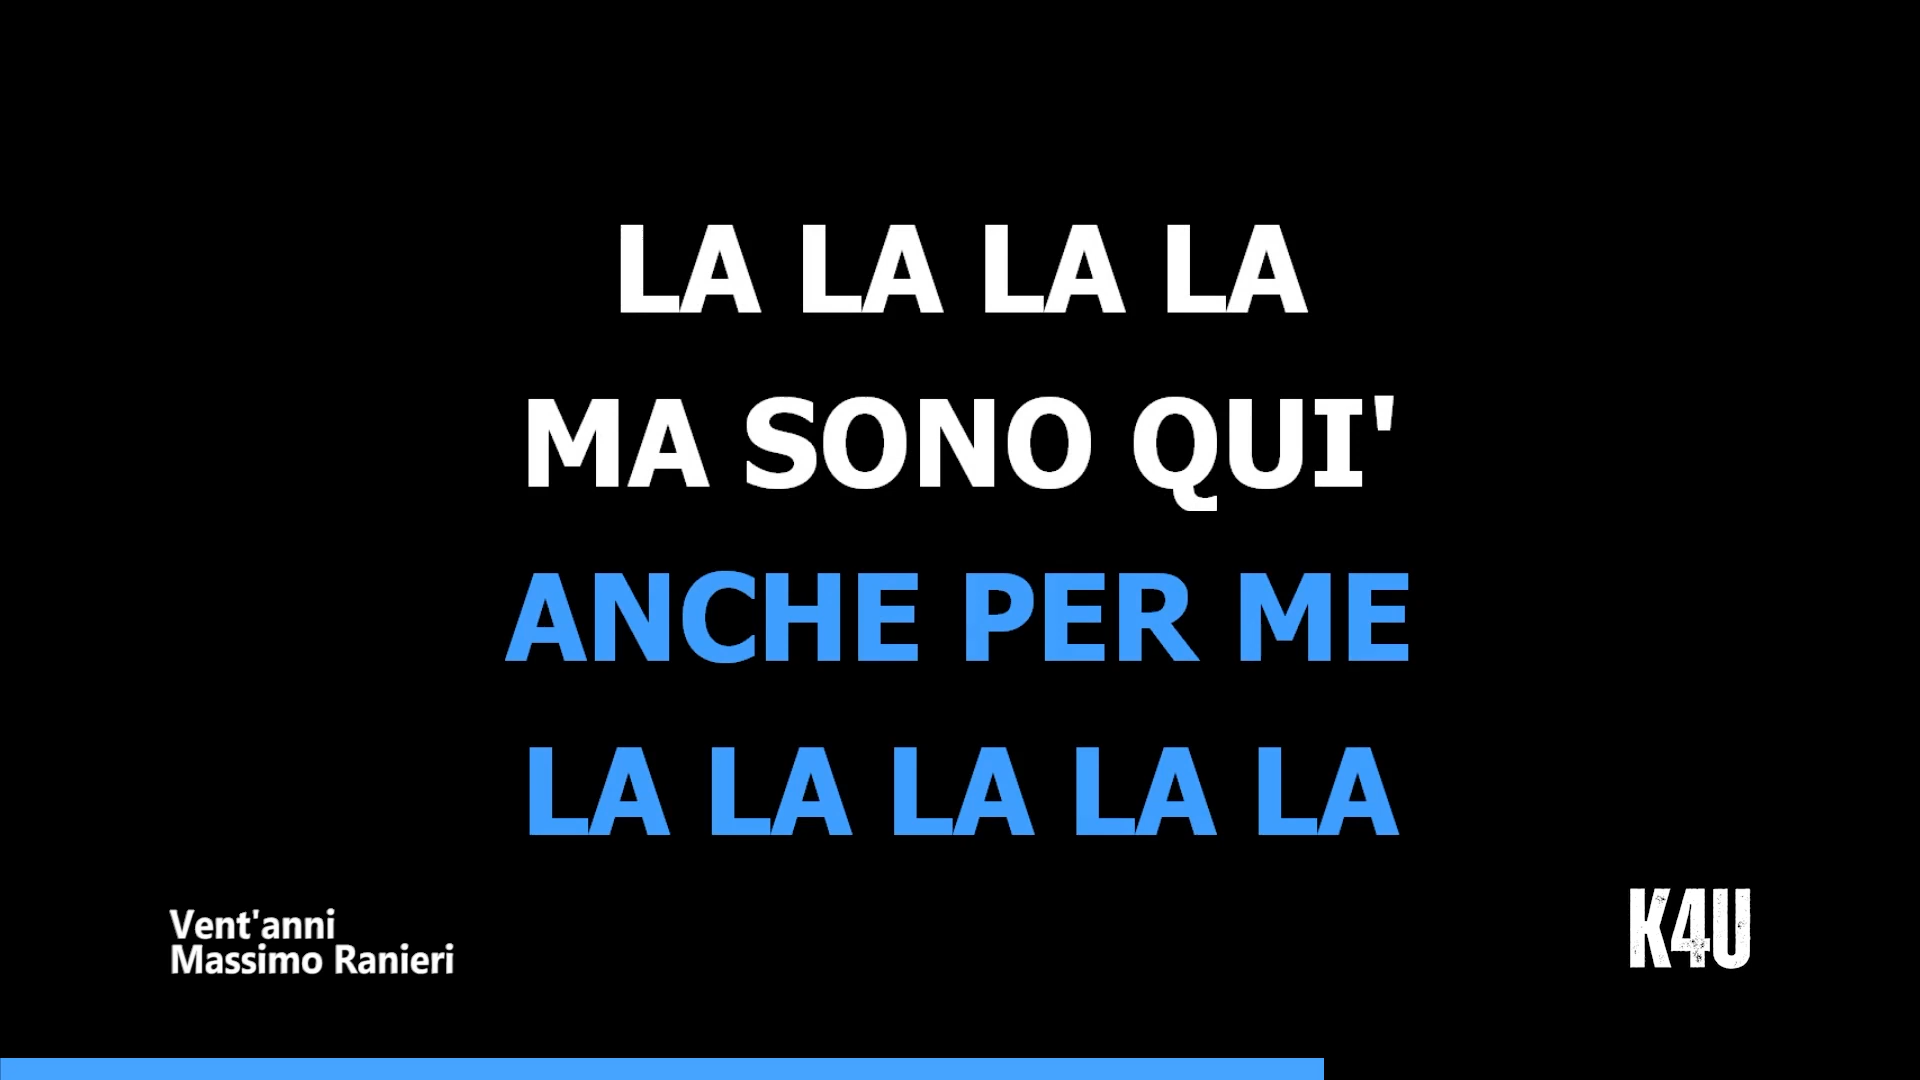 LA LA LA LA
MA SONO QUI'
ANCHE PER ME
LA LA LA LA LA
Vent'anni
Massimo Ranieri
K4U